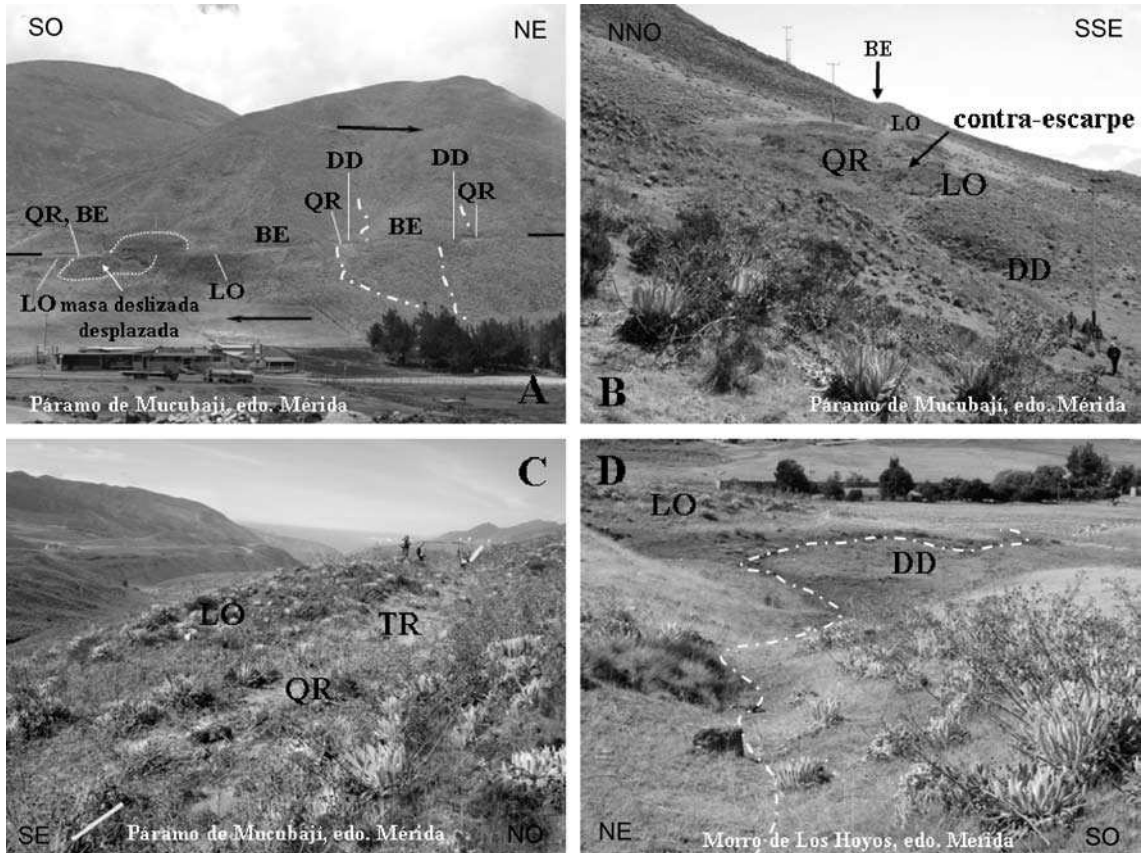 SO NE
DD DD
QR QR
QR, BE BE BE
LO masa deslizada LO
desplazada
A
Páramo de Mucubají, edo. Mérida
NNO SSE
BE
LO
contra-escarpe
QR LO
DD
B
Páramo de Mucubají, edo. Mérida
C
LO TR
QR
SE NO
Páramo de Mucubají, edo. Mérida
D
LO
DD
NE SO
Morro de Los Hoyos, edo. Merida